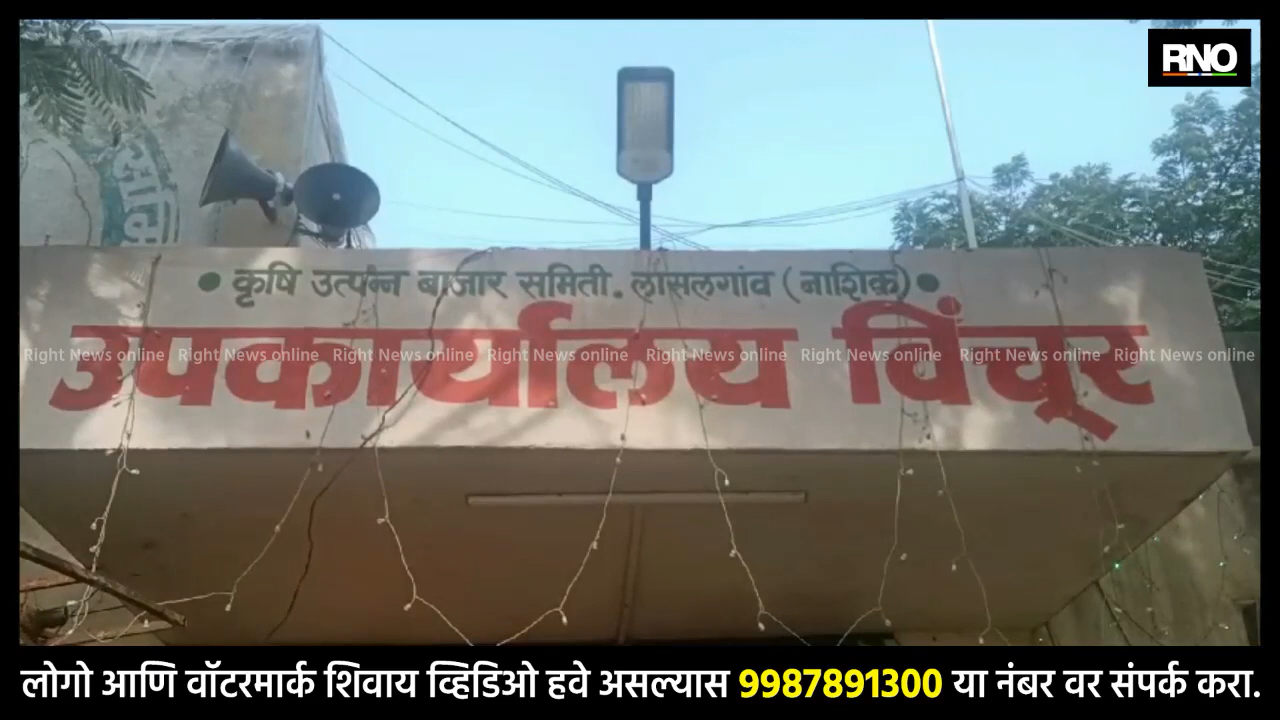 RNO
● कृषि उत्पन्न बाजार समिती. लासलगांव (नाशिक) ●
उपकार्यालय विंचूर
Right News online Right News online Right News online Right News online Right News online Right News online Right News online Right News online
लोगो आणि वॉटरमार्क शिवाय व्हिडिओ हवे असल्यास 9987891300 या नंबर वर संपर्क करा.